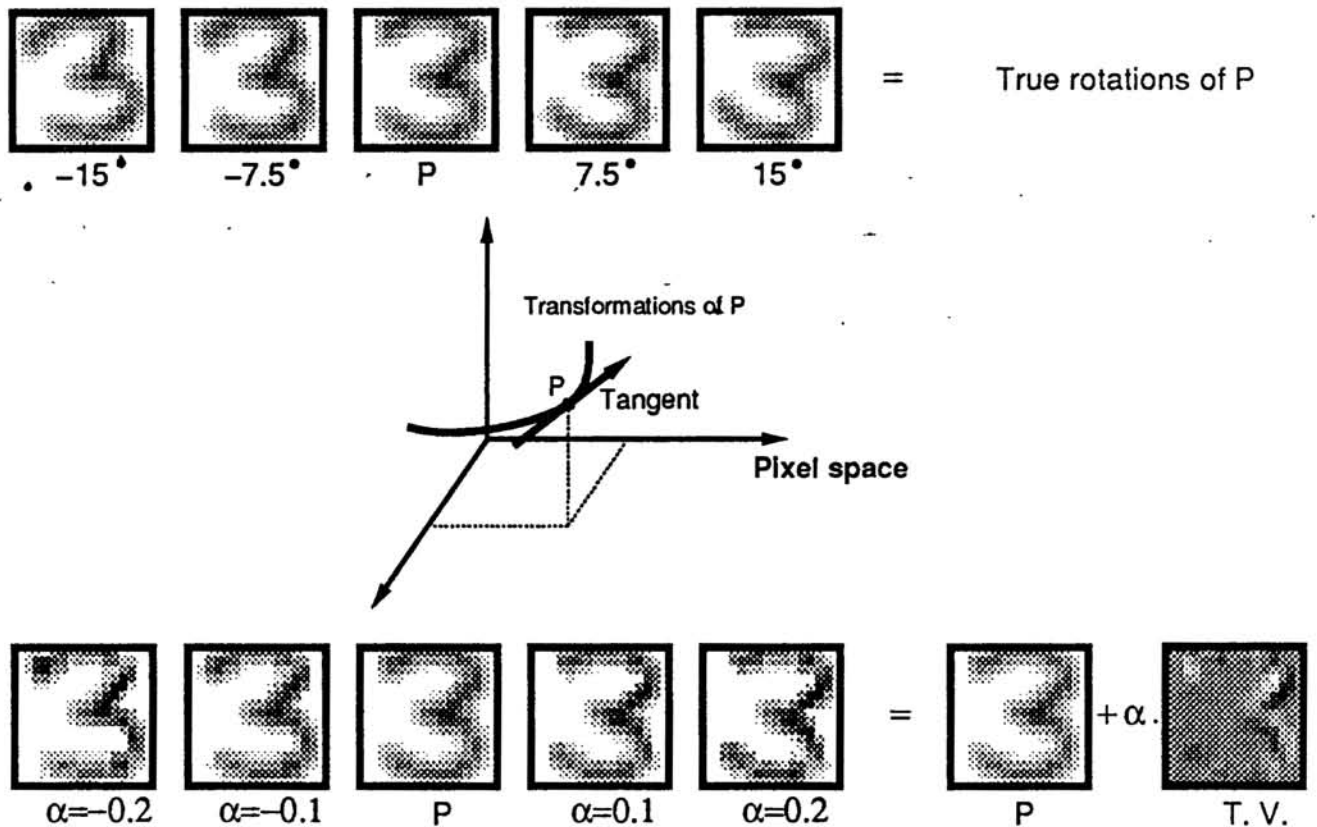 = True rotations of P
−15° −7.5° P 7.5° 15°
Transformations of P
P
Tangent
Pixel space
= +α.
α=−0.2 α=−0.1 P α=0.1 α=0.2 P T. V.